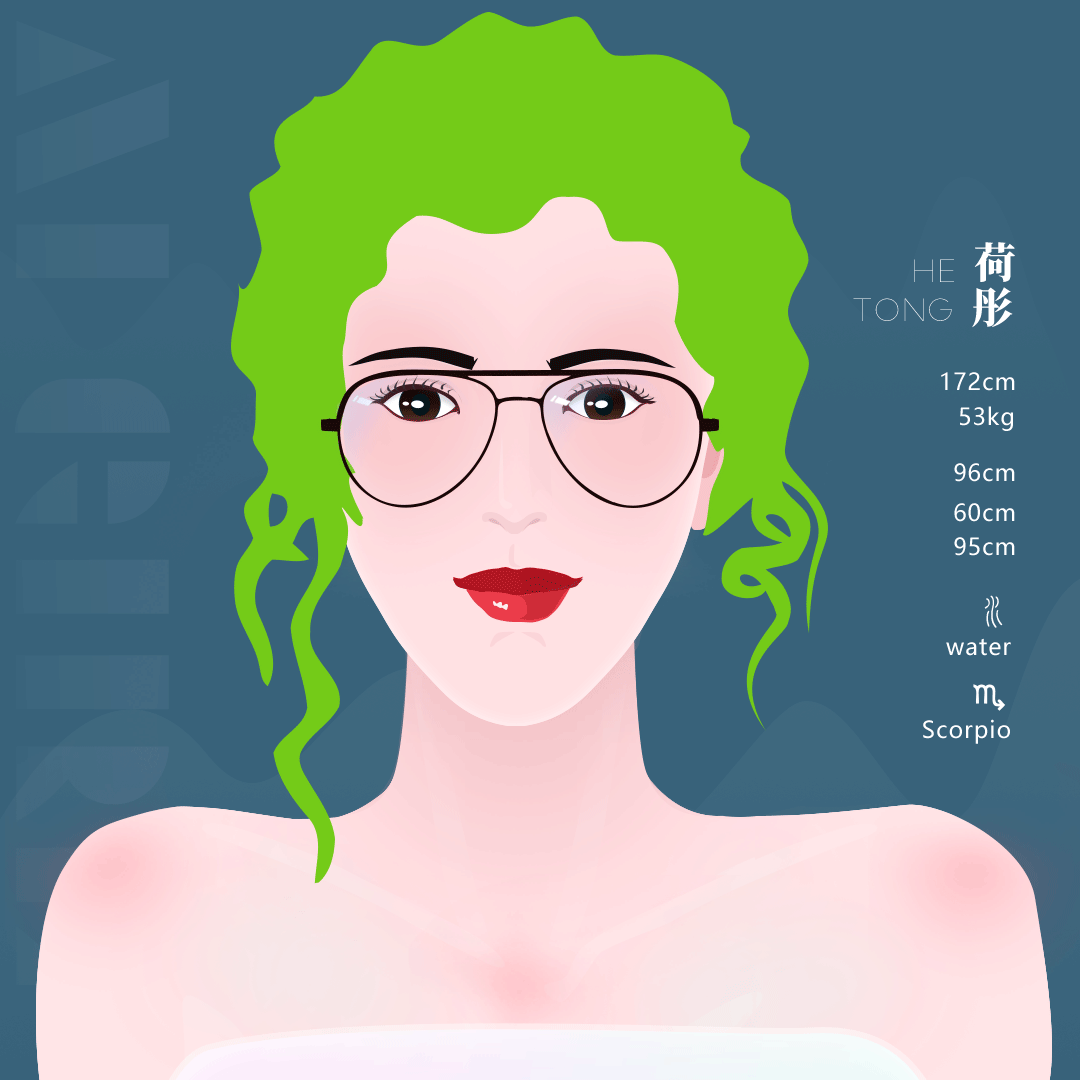 荷彤
HE
TONG
172cm
53kg
96cm
60cm
95cm
water
Scorpio